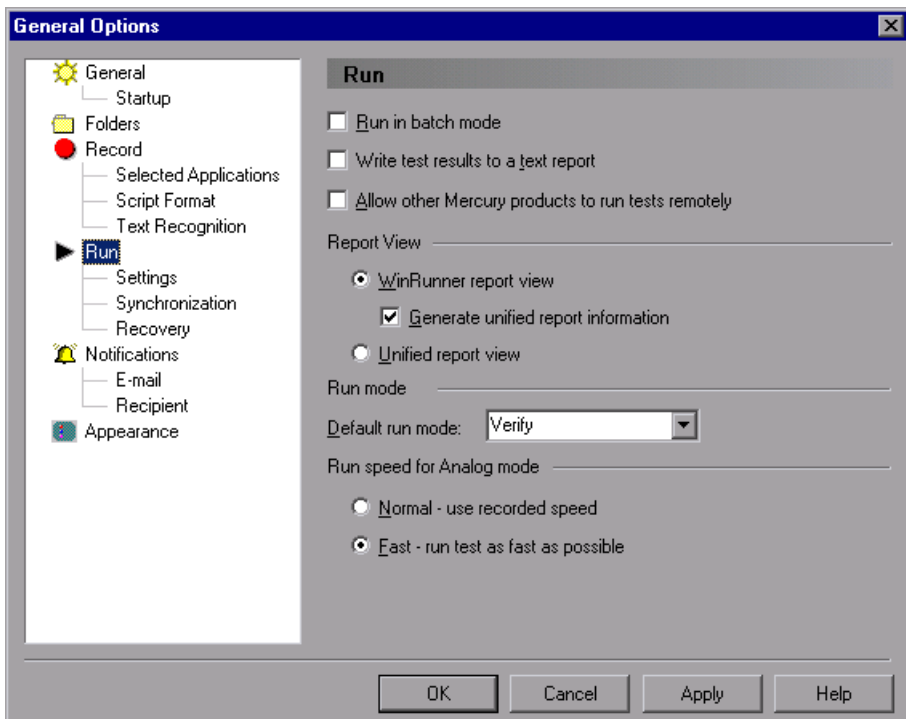 General Options
General
Startup
Folders
Record
Selected Applications
Script Format
Text Recognition
Run
Settings
Synchronization
Recovery
Notifications
E-mail
Recipient
Appearance
Run
Run in batch mode
Write test results to a text report
Allow other Mercury products to run tests remotely
Report View
WinRunner report view
Generate unified report information
Unified report view
Run mode
Default run mode: Verify
Run speed for Analog mode
Normal - use recorded speed
Fast - run test as fast as possible
OK Cancel Apply Help